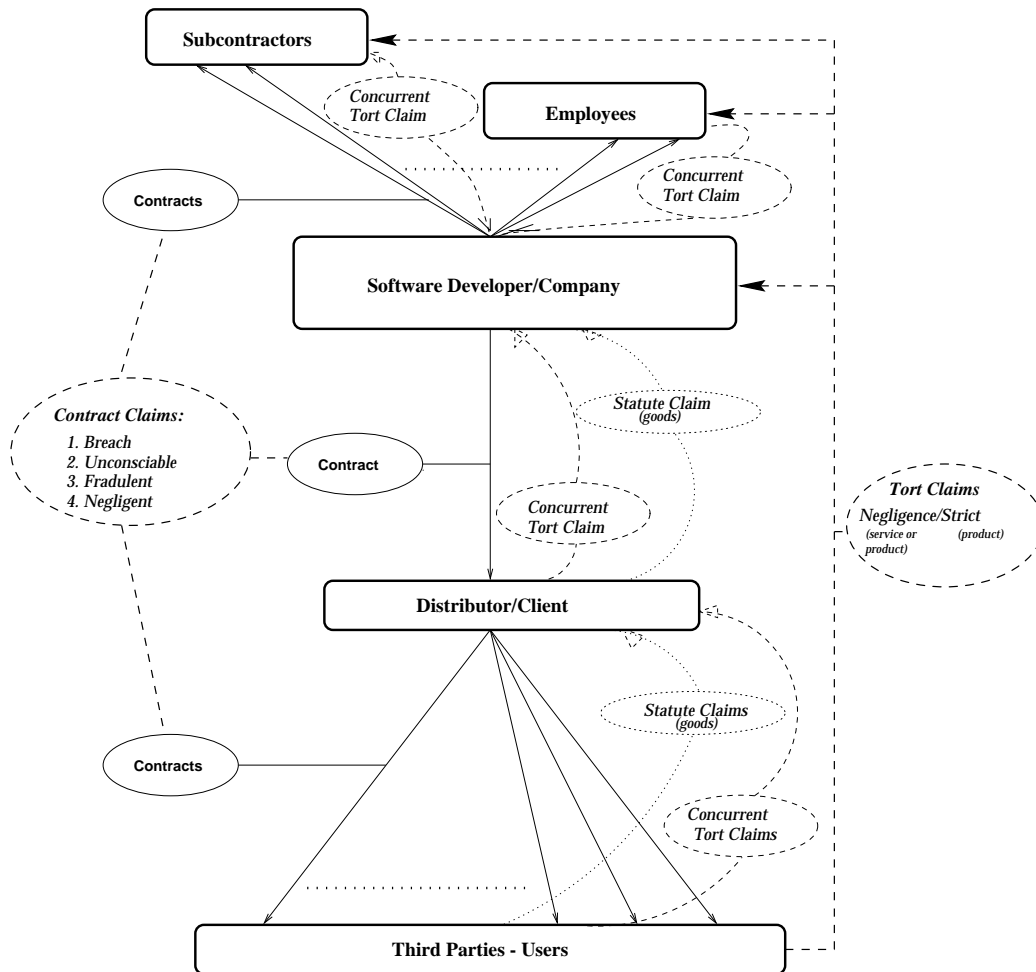 Subcontractors
Concurrent
Tort Claim
Employees
Concurrent
Tort Claim
Contracts
Software Developer/Company
Statute Claim
(goods)
Contract Claims:
1. Breach
2. Unconsciable
3. Fradulent
4. Negligent
Contract
Concurrent
Tort Claim
Tort Claims
Negligence/Strict
(service or (product)
product)
Distributor/Client
Statute Claims
(goods)
Contracts
Concurrent
Tort Claims
Third Parties - Users